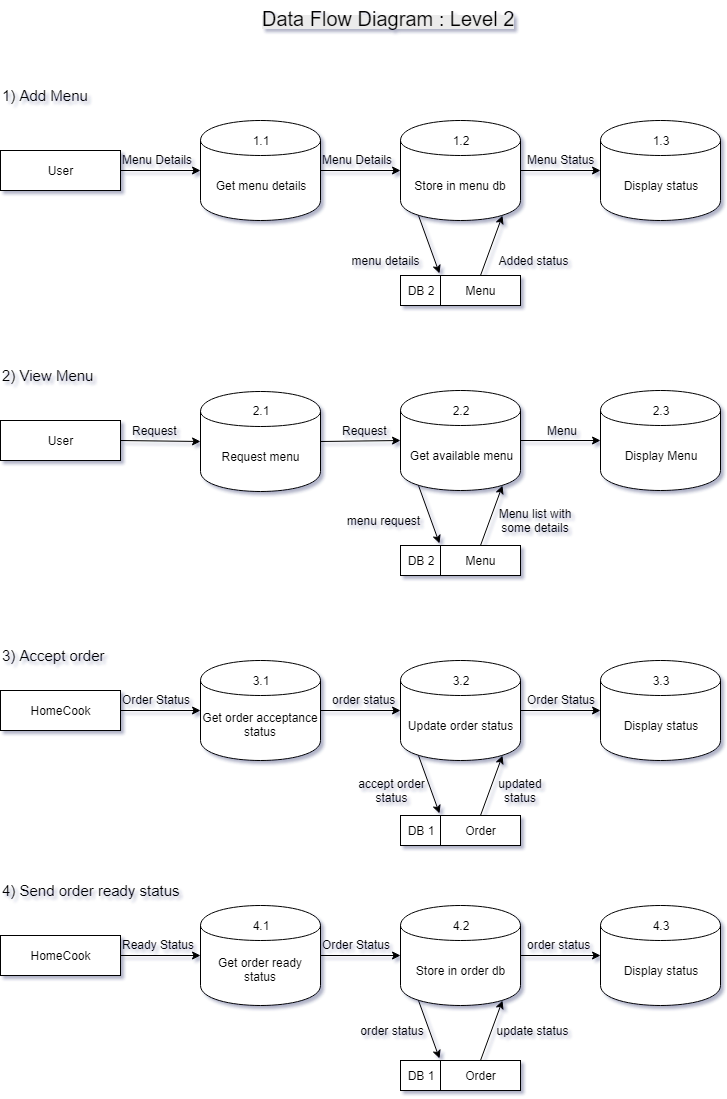 Data Flow Diagram : Level 2
1) Add Menu
User
Menu Details
1.1
Get menu details
Menu Details
1.2
Store in menu db
Menu Status
1.3
Display status
menu details
Added status
DB 2
Menu
2) View Menu
User
Request
2.1
Request menu
Request
2.2
Get available menu
Menu
2.3
Display Menu
menu request
Menu list with
some details
DB 2
Menu
3) Accept order
HomeCook
Order Status
3.1
Get order acceptance
status
order status
3.2
Update order status
Order Status
3.3
Display status
accept order
status
updated
status
DB 1
Order
4) Send order ready status
HomeCook
Ready Status
4.1
Get order ready
status
Order Status
4.2
Store in order db
order status
4.3
Display status
order status
update status
DB 1
Order